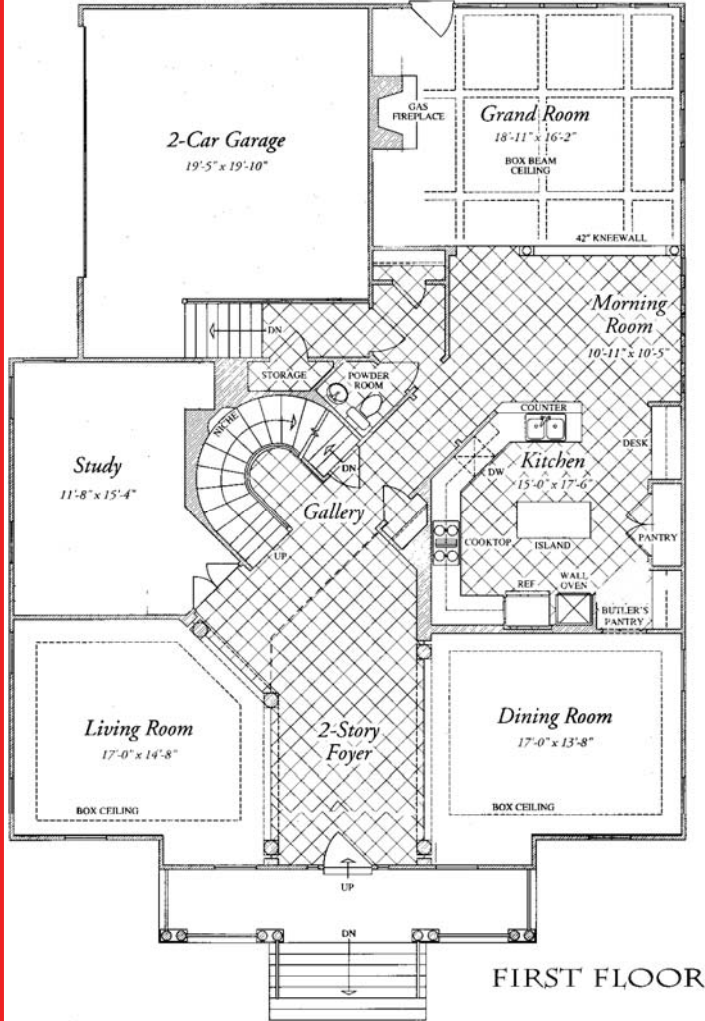 2-Car Garage
19'-5" x 19'-10"
GAS
FIREPLACE
Grand Room
18'-11" x 16'-2"
BOX BEAM
CEILING
42" KNEEWALL
Morning
Room
10'-11" x 10'-5"
DN
STORAGE
POWDER
ROOM
NICHE
DN
UP
Study
11'-8" x 15'-4"
Gallery
COUNTER
DESK
DW
Kitchen
15'-0" x 17'-6"
COOKTOP
ISLAND
PANTRY
REF
WALL
OVEN
BUTLER'S
PANTRY
Living Room
17'-0" x 14'-8"
BOX CEILING
2-Story
Foyer
Dining Room
17'-0" x 13'-8"
BOX CEILING
UP
DN
FIRST FLOOR